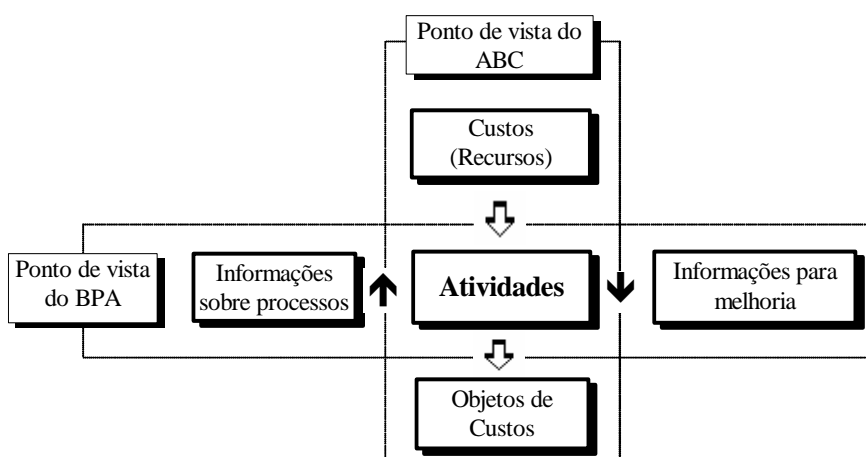 Ponto de vista do
ABC
Custos
(Recursos)
Ponto de vista
do BPA
Informações
sobre processos
Atividades
Informações para
melhoria
Objetos de
Custos